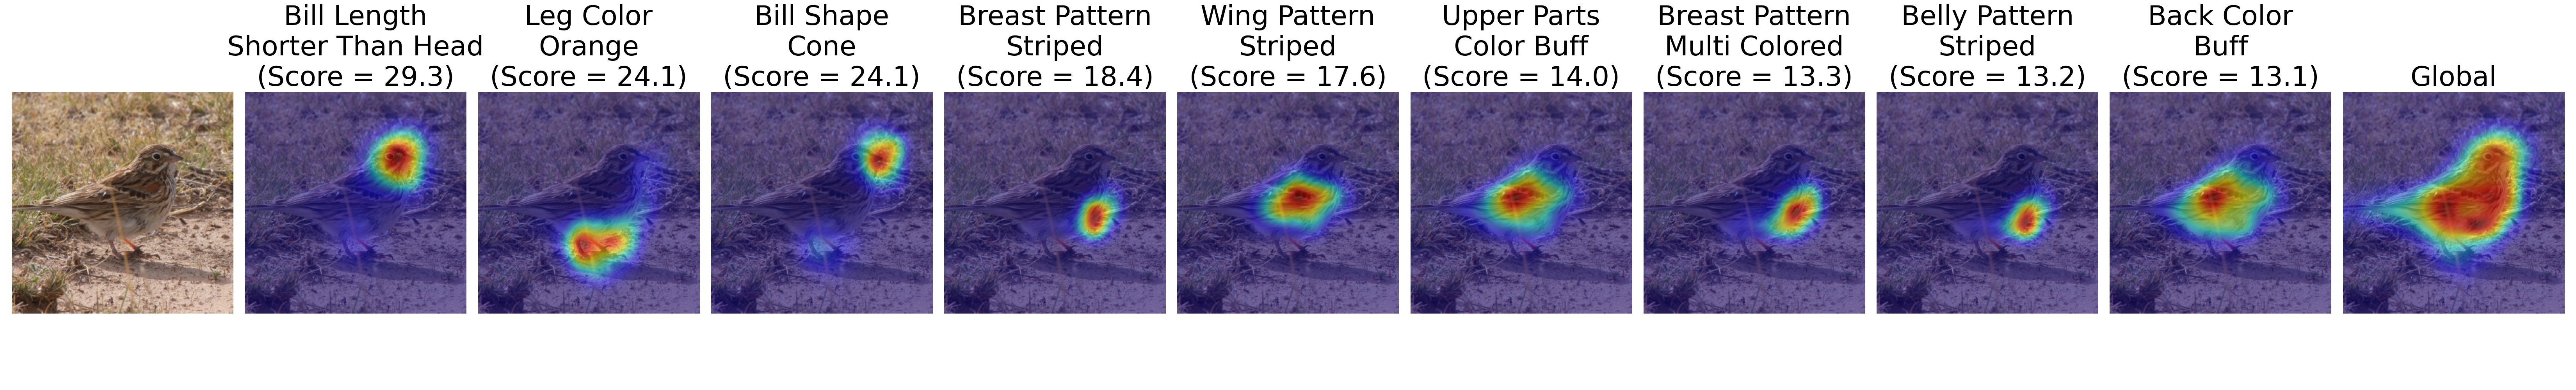 Bill Length
Shorter Than Head
(Score = 29.3)
Leg Color
Orange
(Score = 24.1)
Bill Shape
Cone
(Score = 24.1)
Breast Pattern
Striped
(Score = 18.4)
Wing Pattern
Striped
(Score = 17.6)
Upper Parts
Color Buff
(Score = 14.0)
Breast Pattern
Multi Colored
(Score = 13.3)
Belly Pattern
Striped
(Score = 13.2)
Back Color
Buff
(Score = 13.1)
Global